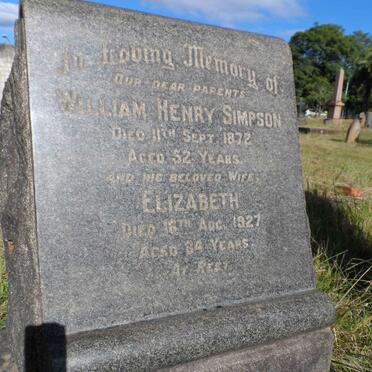 In Loving Memory of
Our Dear Parents
William Henry Simpson
Died 11th Sept. 1872
Aged 32 Years.
And His Beloved Wife,
Elizabeth
Died 16th Aug. 1927
Aged 84 Years.
At Rest.